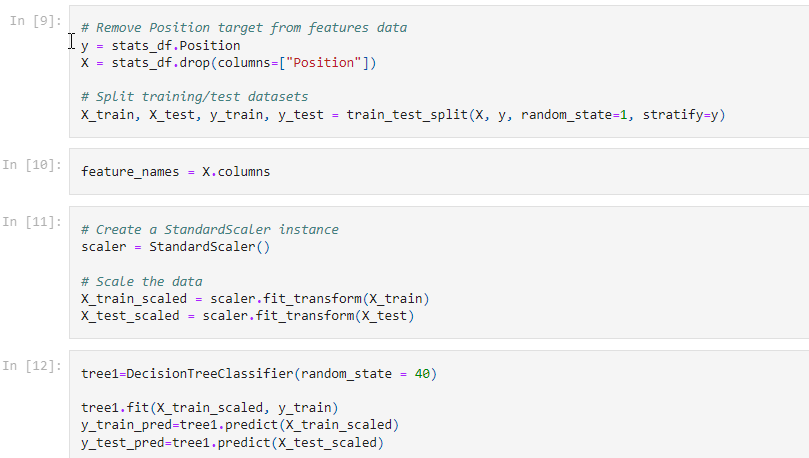 In [9]:
# Remove Position target from features data
y = stats_df.Position
X = stats_df.drop(columns=["Position"])
# Split training/test datasets
X_train, X_test, y_train, y_test = train_test_split(X, y, random_state=1, stratify=y)
In [10]:
feature_names = X.columns
In [11]:
# Create a StandardScaler instance
scaler = StandardScaler()
# Scale the data
X_train_scaled = scaler.fit_transform(X_train)
X_test_scaled = scaler.fit_transform(X_test)
In [12]:
tree1=DecisionTreeClassifier(random_state = 40)
tree1.fit(X_train_scaled, y_train)
y_train_pred=tree1.predict(X_train_scaled)
y_test_pred=tree1.predict(X_test_scaled)